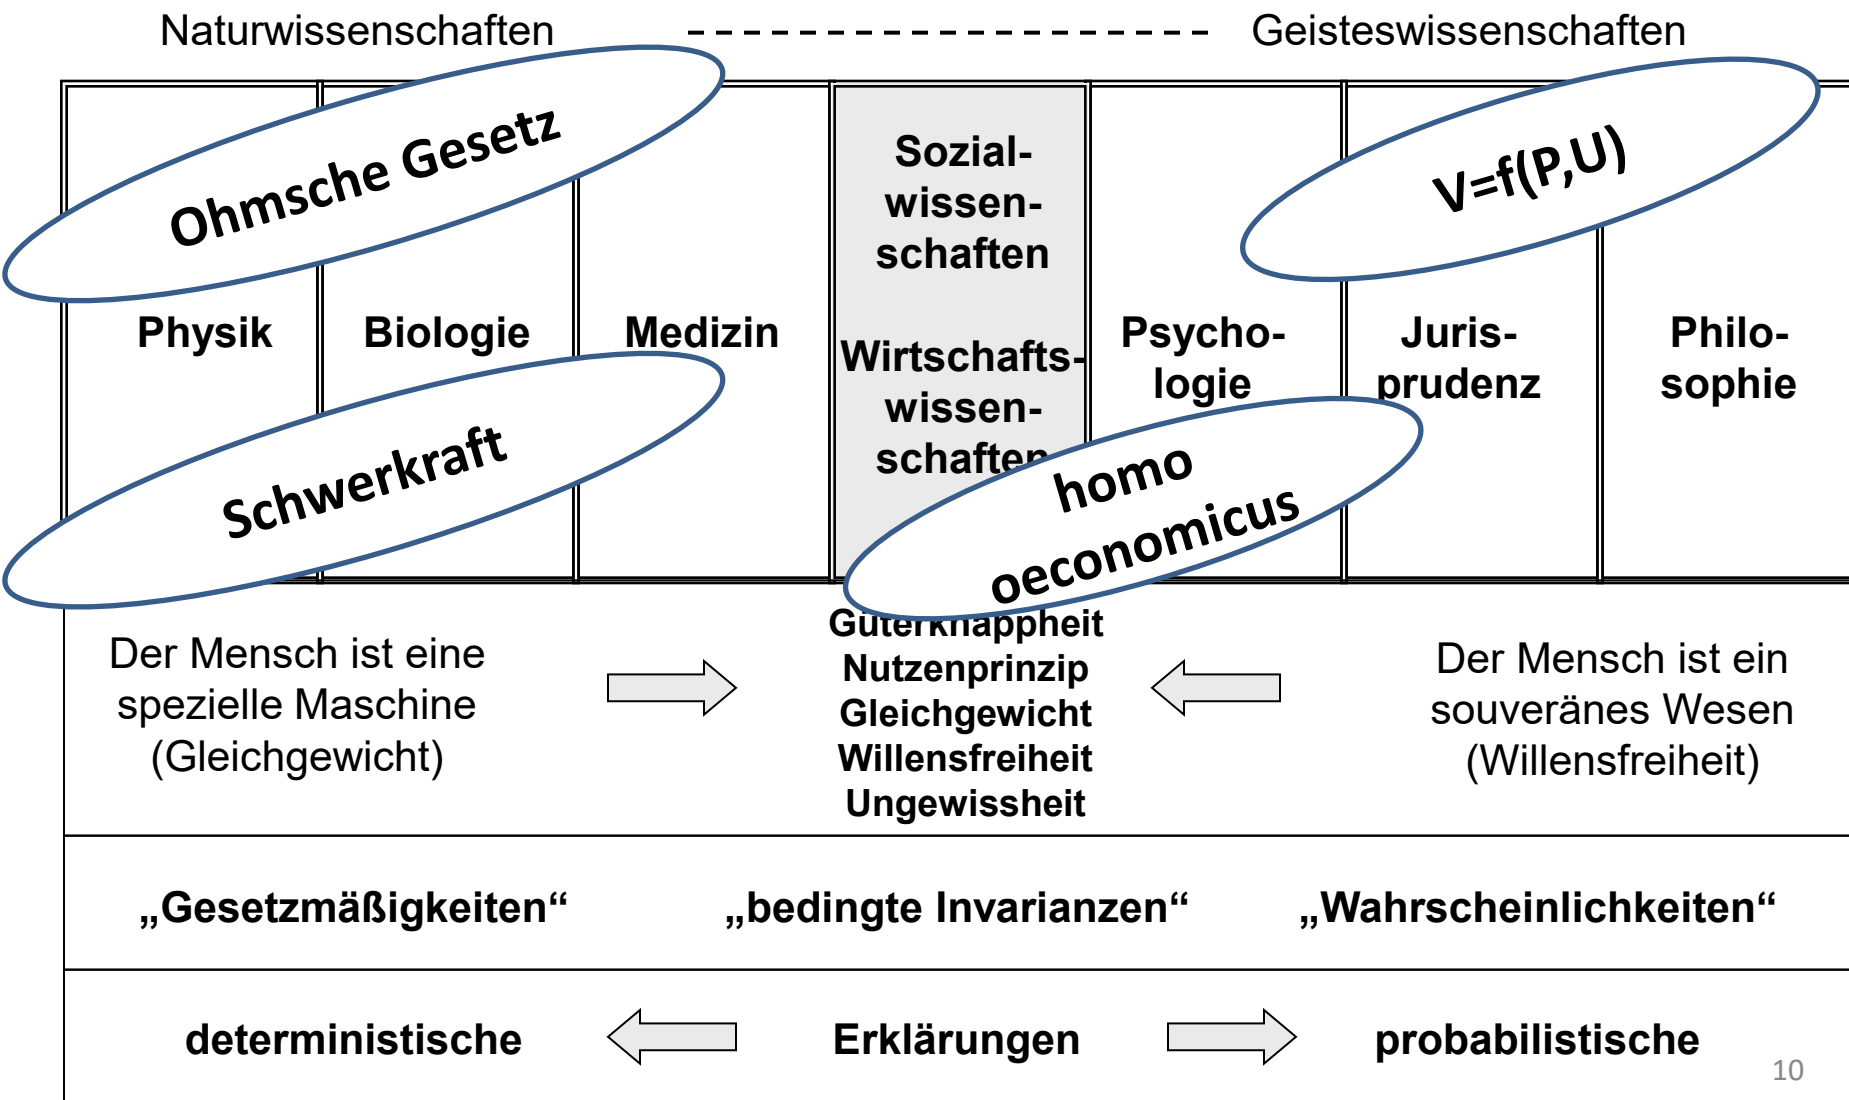 Naturwissenschaften
Geisteswissenschaften
Ohmsche Gesetz
V=f(P,U)
Physik
Biologie
Medizin
Sozial-
wissen-
schaften
Wirtschafts-
wissen-
schaften
Psycho-
logie
Juris-
prudenz
Philo-
sophie
Schwerkraft
homo
oeconomicus
Der Mensch ist eine
spezielle Maschine
(Gleichgewicht)
Güterknappheit
Nutzenprinzip
Gleichgewicht
Willensfreiheit
Ungewissheit
Der Mensch ist ein
souveränes Wesen
(Willensfreiheit)
„Gesetzmäßigkeiten“
„bedingte Invarianzen“
„Wahrscheinlichkeiten“
deterministische
Erklärungen
probabilistische
10